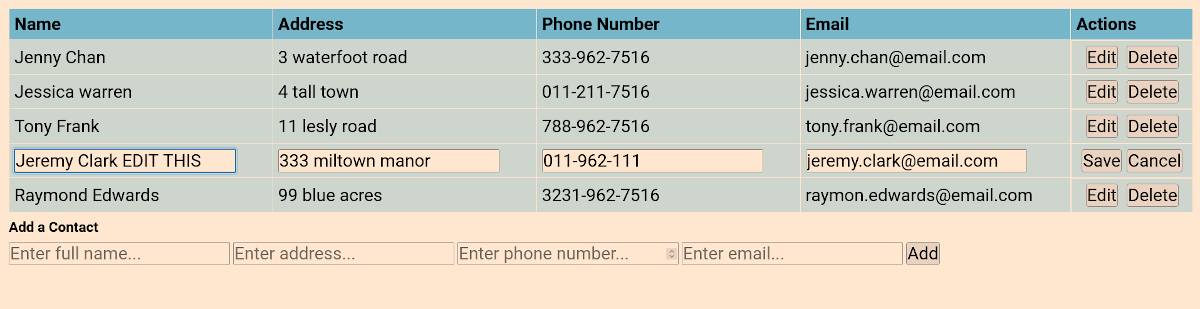 Name Address Phone Number Email Actions
Jenny Chan 3 waterfoot road 333-962-7516 jenny.chan@email.com Edit Delete
Jessica warren 4 tall town 011-211-7516 jessica.warren@email.com Edit Delete
Tony Frank 11 lesly road 788-962-7516 tony.frank@email.com Edit Delete
Jeremy Clark EDIT THIS 333 miltown manor 011-962-111 jeremy.clark@email.com Save Cancel
Raymond Edwards 99 blue acres 3231-962-7516 raymon.edwards@email.com Edit Delete
Add a Contact
Enter full name... Enter address... Enter phone number... Enter email... Add